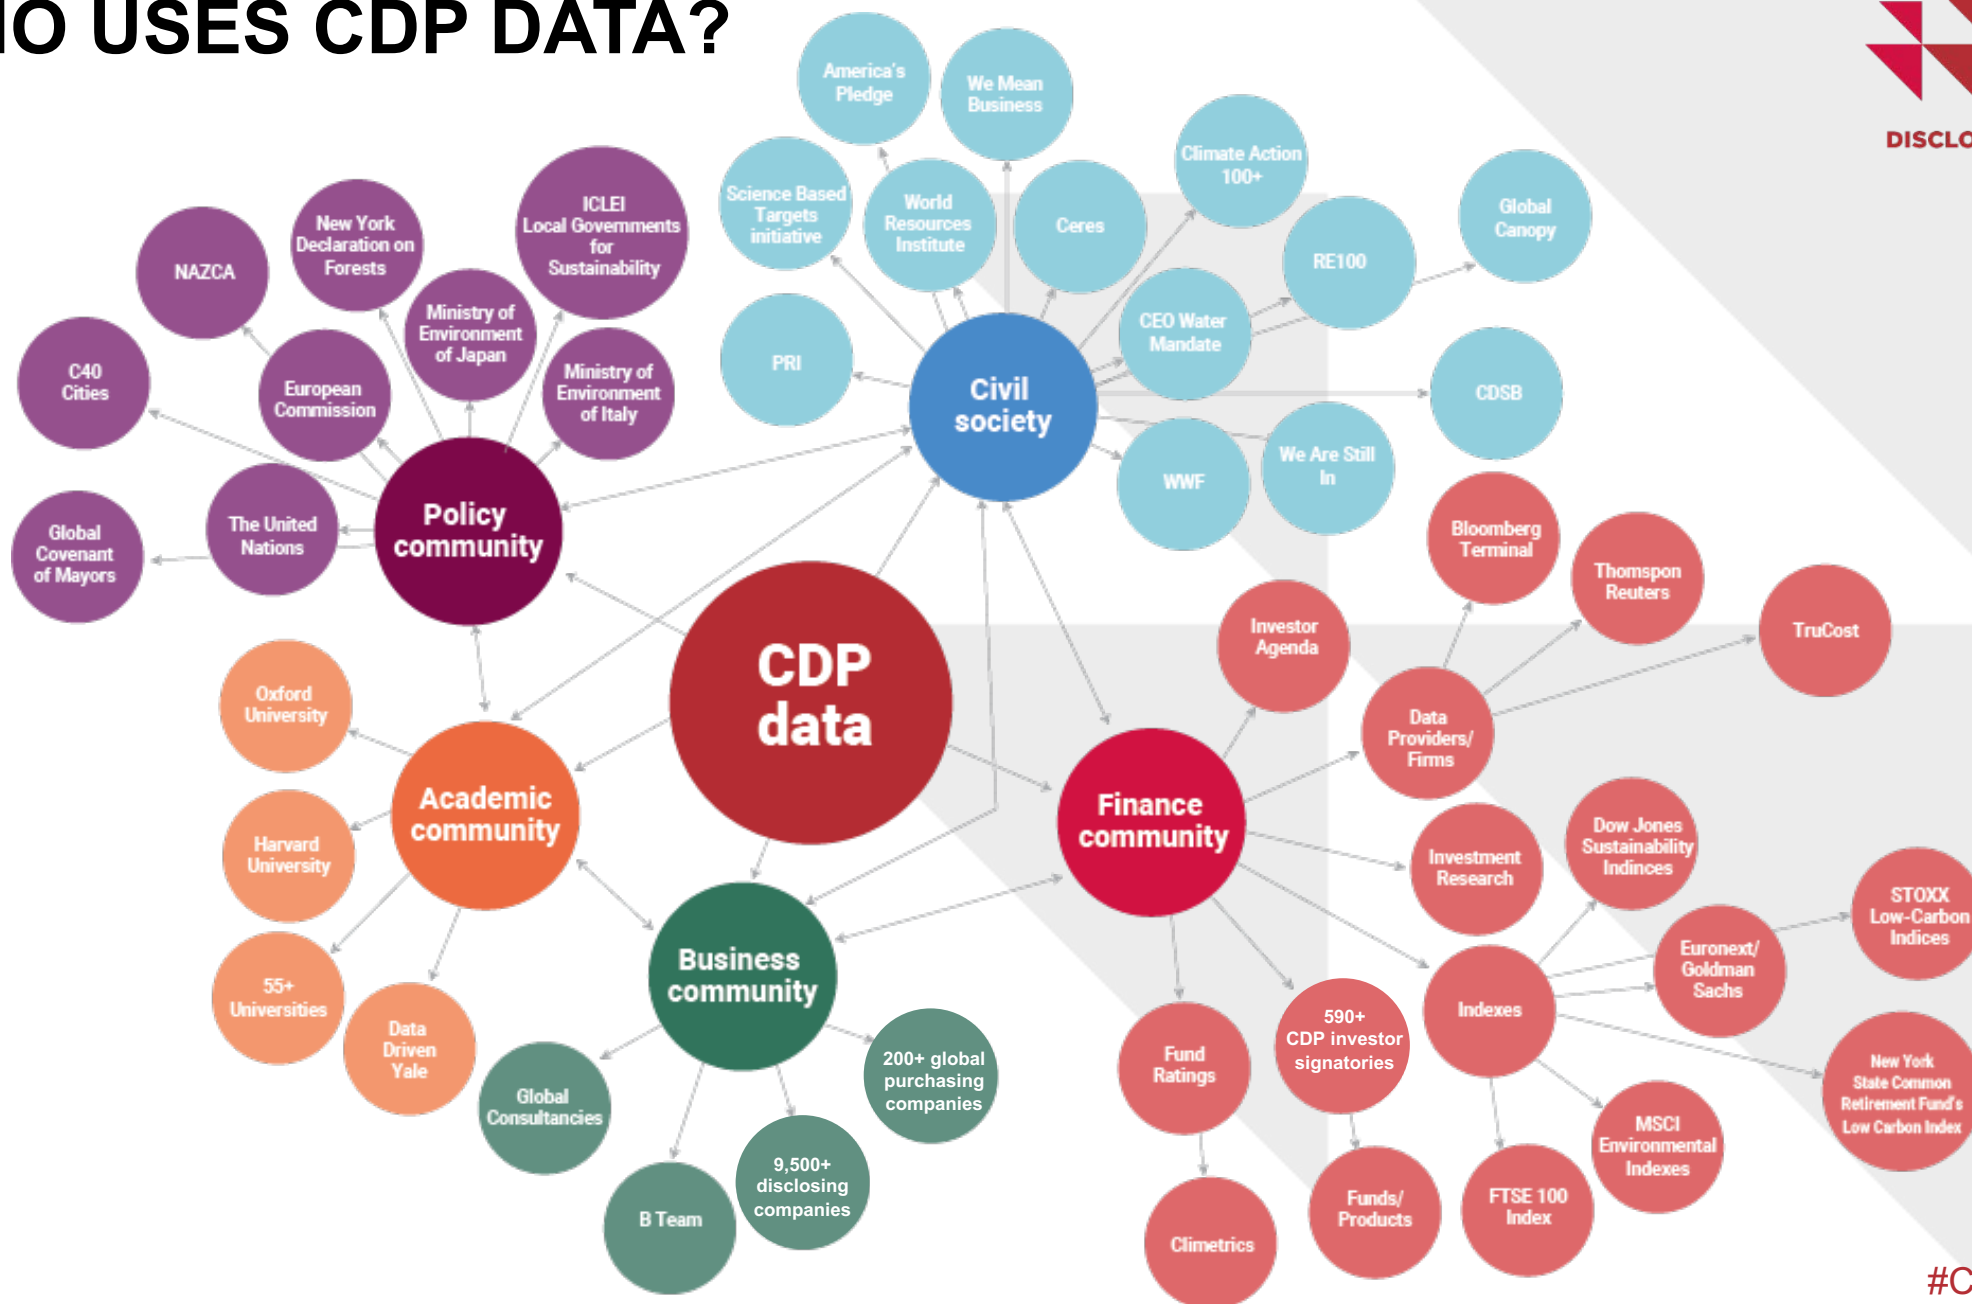 IO USES CDP DATA?
DISCLO
America's
Pledge
We Mean
Business
Climate Action
100+
Science Based
Targets
initiative
World
Resources
Institute
Ceres
RE100
Global
Canopy
PRI
CEO Water
Mandate
CDSB
Civil
society
WWF
We Are Still
In
NAZCA
New York
Declaration on
Forests
ICLEI
Local Governments
for
Sustainability
Ministry of
Environment
of Japan
C40
Cities
European
Commission
Ministry of
Environment
of Italy
Global
Covenant
of Mayors
The United
Nations
Policy
community
CDP
data
Oxford
University
Harvard
University
55+
Universities
Data
Driven
Yale
Academic
community
Business
community
Global
Consultancies
B Team
9,500+
disclosing
companies
200+ global
purchasing
companies
Finance
community
Investor
Agenda
Bloomberg
Terminal
Thomspon
Reuters
TruCost
Data
Providers/
Firms
Investment
Research
Dow Jones
Sustainability
Indinces
STOXX
Low-Carbon
Indices
Euronext/
Goldman
Sachs
Indexes
New York
State Common
Retirement Fund's
Low Carbon Index
MSCI
Environmental
Indexes
FTSE 100
Index
590+
CDP investor
signatories
Funds/
Products
Fund
Ratings
Climetrics
#C